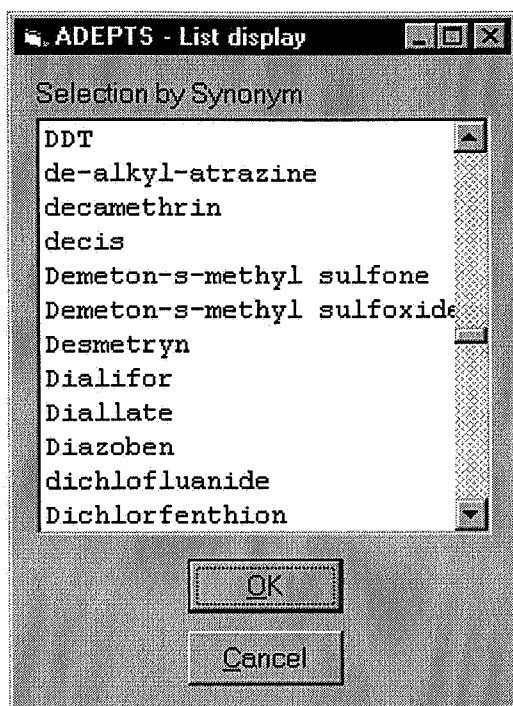 ADEPTS - List display
Selection by Synonym
DDT
de-alkyl-atrazine
decamethrin
decis
Demeton-s-methyl sulfone
Demeton-s-methyl sulfoxide
Desmetryn
Dialifor
Diallate
Diazoben
dichlofluanide
Dichlorfenthion
OK
Cancel